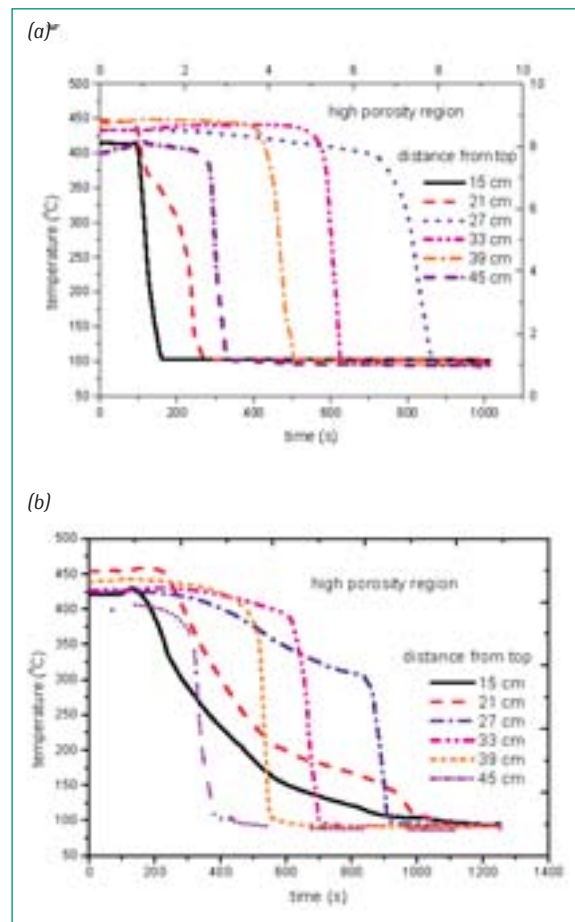 (a)
0 2 4 6 8 10
500
450
400
350
300
250
200
150
100
50
temperature (°C)
10
8
6
4
2
0
high porosity region
distance from top
15 cm
21 cm
27 cm
33 cm
39 cm
45 cm
0 200 400 600 800 1000
time (s)
(b)
500
450
400
350
300
250
200
150
100
50
temperature (°C)
high porosity region
distance from top
15 cm
21 cm
27 cm
33 cm
39 cm
45 cm
0 200 400 600 800 1000 1200 1400
time (s)